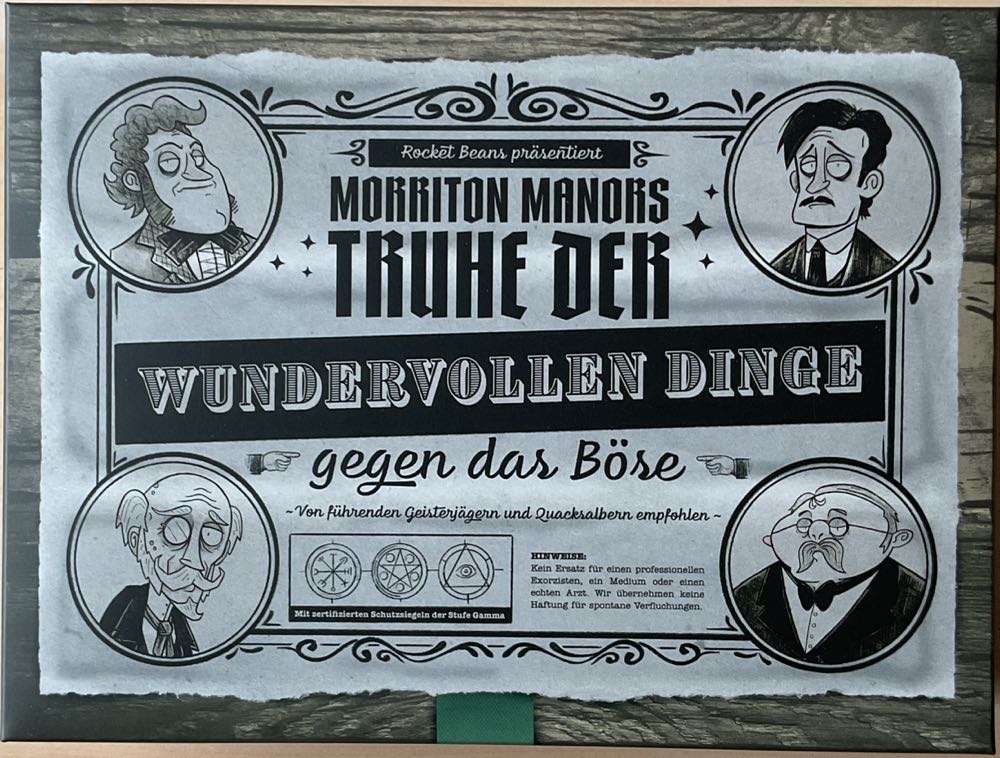 Rocket Beans präsentiert
MORRITON MANORS
TRUHE DER
WUNDERVOLLEN DINGE
gegen das Böse
~Von führenden Geisterjägern und Quacksalbern empfohlen~
Mit zertifizierten Schutzsiegeln der Stufe Gamma
HINWEISE:
Kein Ersatz für einen professionellen
Exorzisten, ein Medium oder einen
echten Arzt. Wir übernehmen keine
Haftung für spontane Verfluchungen.